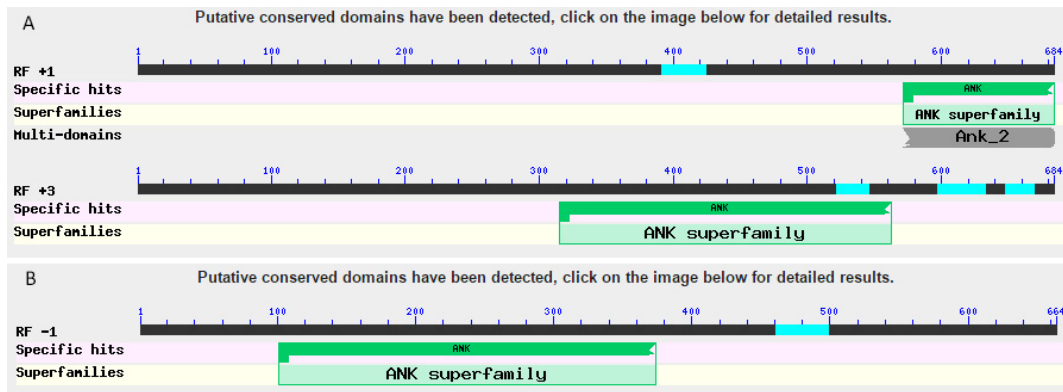 A
Putative conserved domains have been detected, click on the image below for detailed results.
1 100 200 300 400 500 600 684
RF +1
Specific hits ANK
Superfamilies ANK superfamily
Multi-domains Ank_2
1 100 200 300 400 500 600 684
RF +3
Specific hits ANK
Superfamilies ANK superfamily
B
Putative conserved domains have been detected, click on the image below for detailed results.
1 100 200 300 400 500 600 664
RF -1
Specific hits ANK
Superfamilies ANK superfamily